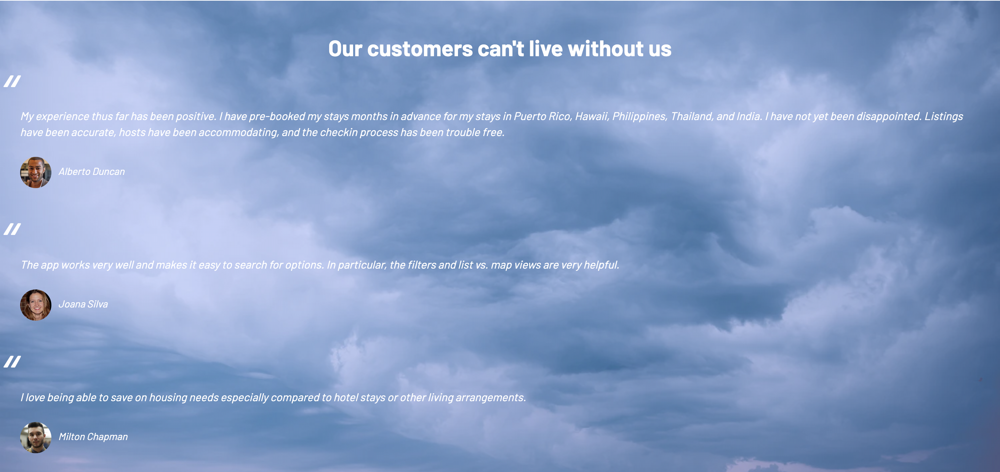 Our customers can't live without us
"
My experience thus far has been positive. I have pre-booked my stays months in advance for my stays in Puerto Rico, Hawaii, Philippines, Thailand, and India. I have not yet been disappointed. Listings
have been accurate, hosts have been accommodating, and the checkin process has been trouble free.
Alberto Duncan
"
The app works very well and makes it easy to search for options. In particular, the filters and list vs. map views are very helpful.
Joana Silva
"
I love being able to save on housing needs especially compared to hotel stays or other living arrangements.
Milton Chapman